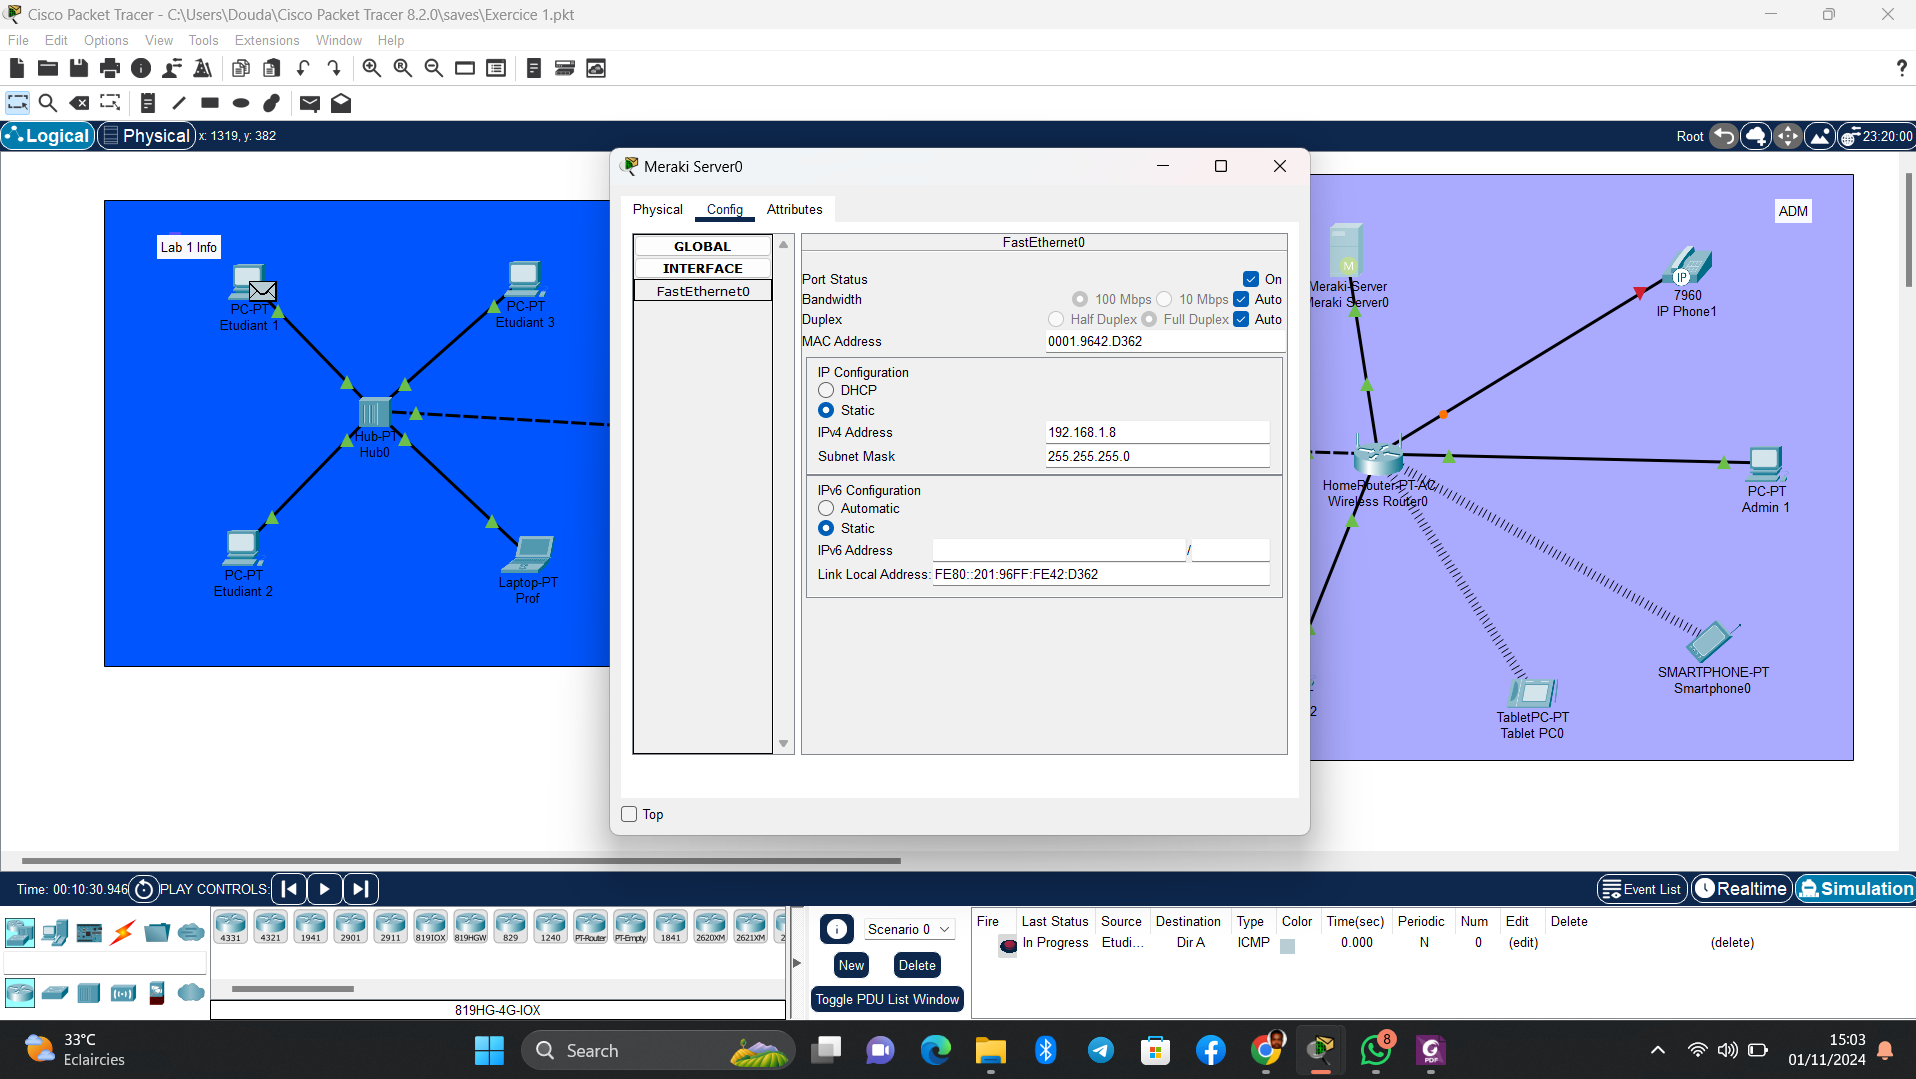 Cisco Packet Tracer - C:\Users\Douda\Cisco Packet Tracer 8.2.0\saves\Exercice 1.pkt
File Edit Options View Tools Extensions Window Help
?
Logical Physical x: 1319, y: 382
Root 23:20:00
Lab 1 Info
PC-PT
Etudiant 1
PC-PT
Etudiant 3
Hub-PT
Hub0
PC-PT
Etudiant 2
Laptop-PT
Prof
Meraki Server0
Physical Config Attributes
GLOBAL
INTERFACE
FastEthernet0
FastEthernet0
Port Status On
Bandwidth 100 Mbps 10 Mbps Auto
Duplex Half Duplex Full Duplex Auto
MAC Address 0001.9642.D362
IP Configuration
DHCP
Static
IPv4 Address 192.168.1.8
Subnet Mask 255.255.255.0
IPv6 Configuration
Automatic
Static
IPv6 Address /
Link Local Address: FE80::201:96FF:FE42:D362
Top
ADM
M
Meraki-Server
Meraki Server0
IP
7960
IP Phone1
HomeRouter-PT-AC
Wireless Router0
PC-PT
Admin 1
SMARTPHONE-PT
Smartphone0
TabletPC-PT
Tablet PC0
2
Time: 00:10:30.946 PLAY CONTROLS:
Event List Realtime Simulation
4331 4321 1941 2901 2911 819IOX 819HGW 829 1240 PT-Router PT-Empty 1841 2620XM 2621XM 2
819HG-4G-IOX
Scenario 0
New Delete
Toggle PDU List Window
Fire Last Status Source Destination Type Color Time(sec) Periodic Num Edit Delete
In Progress Etudi... Dir A ICMP 0.000 N 0 (edit) (delete)
33°C
Eclaircies
Search
8
PDF
15:03
01/11/2024